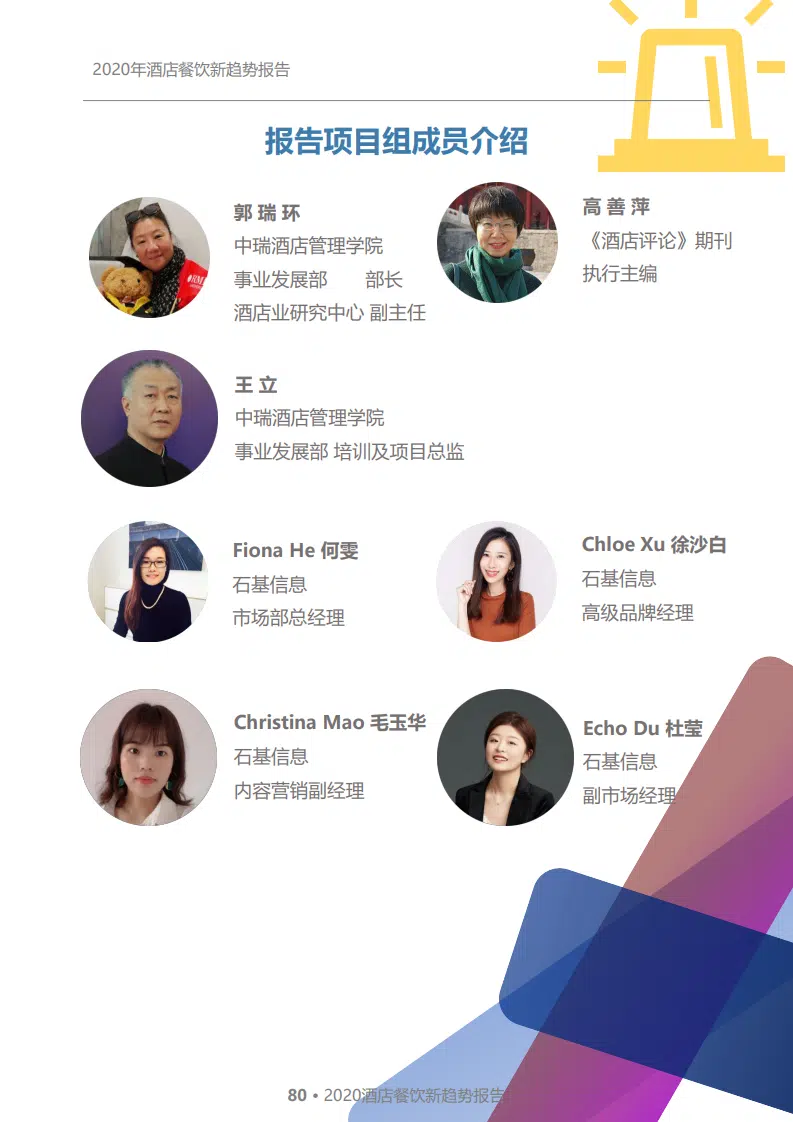 2020年酒店餐饮新趋势报告
报告项目组成员介绍
郭 瑞 环
中瑞酒店管理学院
事业发展部 部长
酒店业研究中心 副主任
高 善 萍
《酒店评论》期刊
执行主编
王 立
中瑞酒店管理学院
事业发展部 培训及项目总监
Fiona He 何雯
石基信息
市场部总经理
Chloe Xu 徐沙白
石基信息
高级品牌经理
Christina Mao 毛玉华
石基信息
内容营销副经理
Echo Du 杜莹
石基信息
副市场经理
80 • 2020酒店餐饮新趋势报告